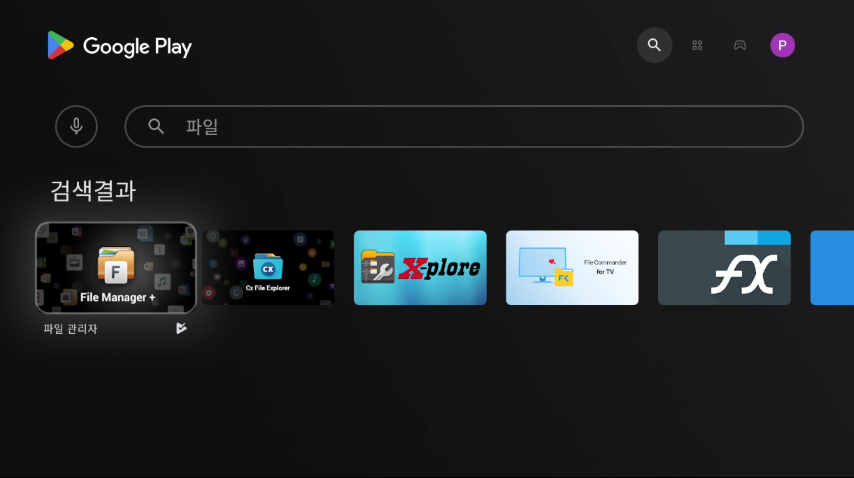 Google Play
P
파일
검색결과
F
File Manager +
CX
Cx File Explorer
X-plore
File Commander
for TV
FC
FX
파일 관리자